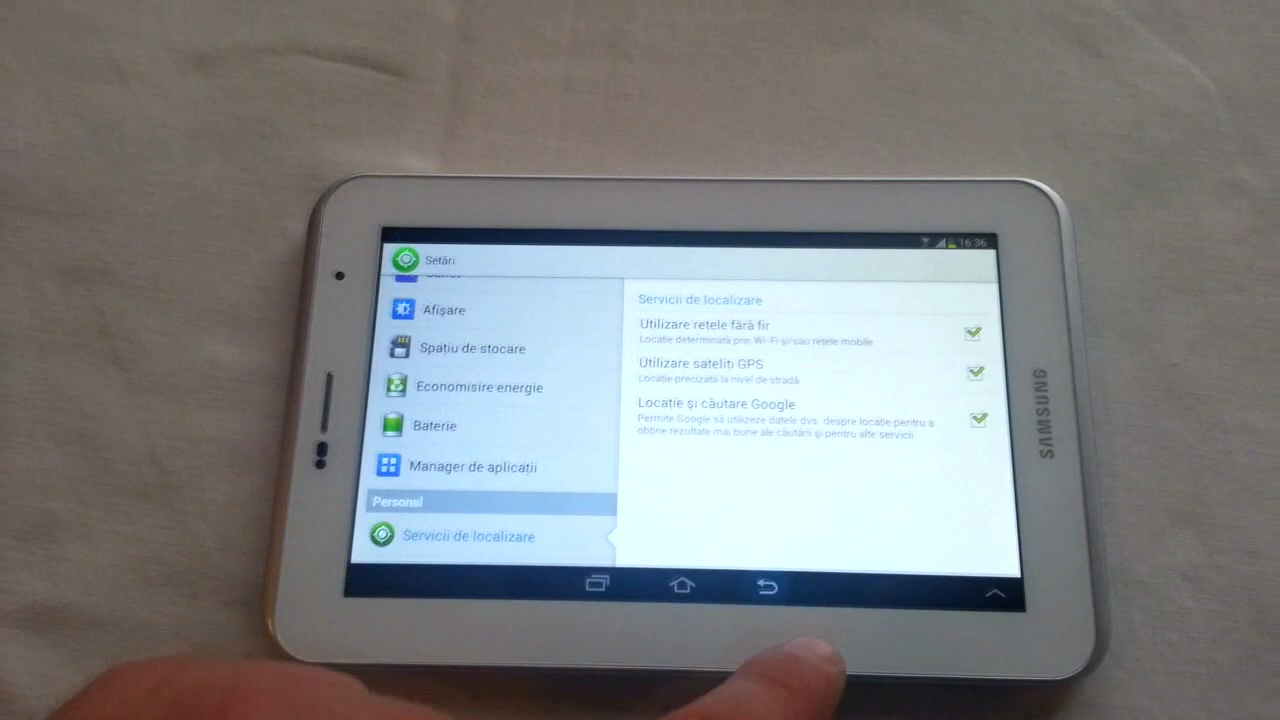 16:36
Setări
Afișare
Spațiu de stocare
Economisire energie
Baterie
Manager de aplicații
Personal
Servicii de localizare
Servicii de localizare
Utilizare rețele fără fir
Locație determinată prin Wi-Fi și/sau rețele mobile
Utilizare sateliți GPS
Locație precizată la nivel de stradă
Locație și căutare Google
Permite Google să utilizeze datele dvs. despre locație pentru a
obține rezultate mai bune ale căutării și pentru alte servicii
SAMSUNG